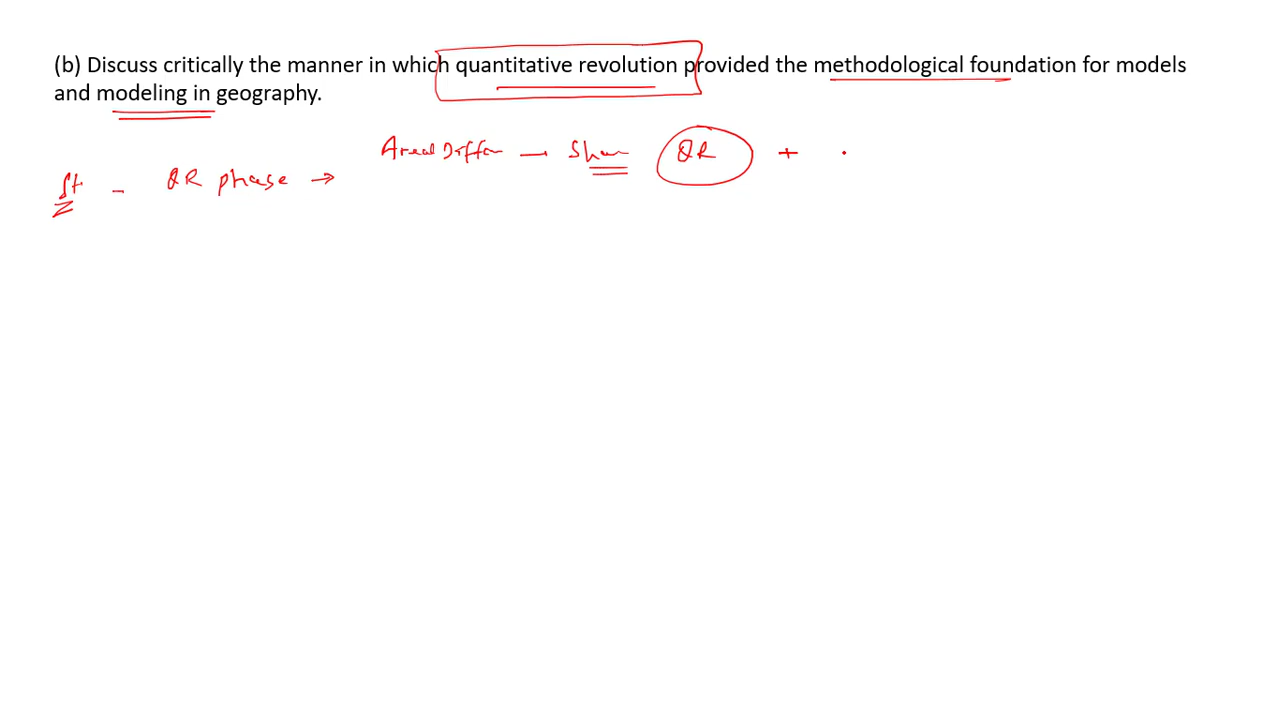 (b) Discuss critically the manner in which quantitative revolution provided the methodological foundation for models
and modeling in geography.
Areal Differ → QR +
St - QR phase →